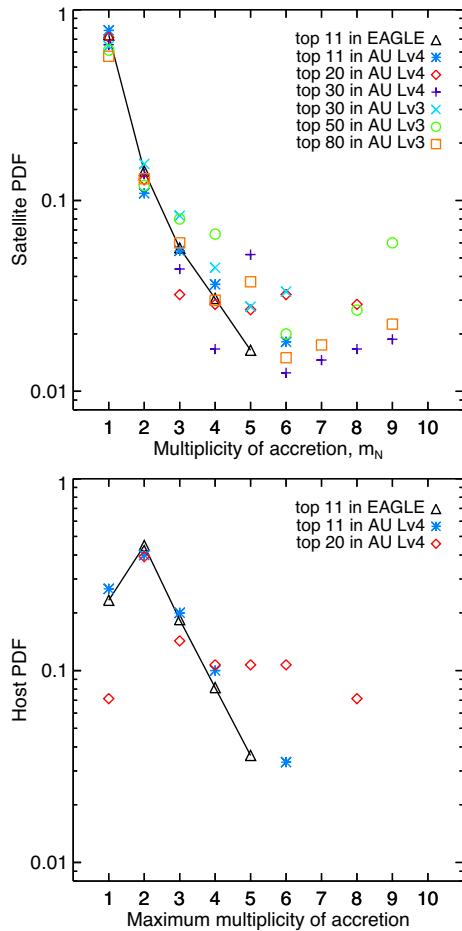 1
top 11 in EAGLE
top 11 in AU Lv4
top 20 in AU Lv4
top 30 in AU Lv4
top 30 in AU Lv3
top 50 in AU Lv3
top 80 in AU Lv3
0.1
0.01
Satellite PDF
1 2 3 4 5 6 7 8 9 10
Multiplicity of accretion, m_N
1
top 11 in EAGLE
top 11 in AU Lv4
top 20 in AU Lv4
0.1
0.01
Host PDF
1 2 3 4 5 6 7 8 9 10
Maximum multiplicity of accretion